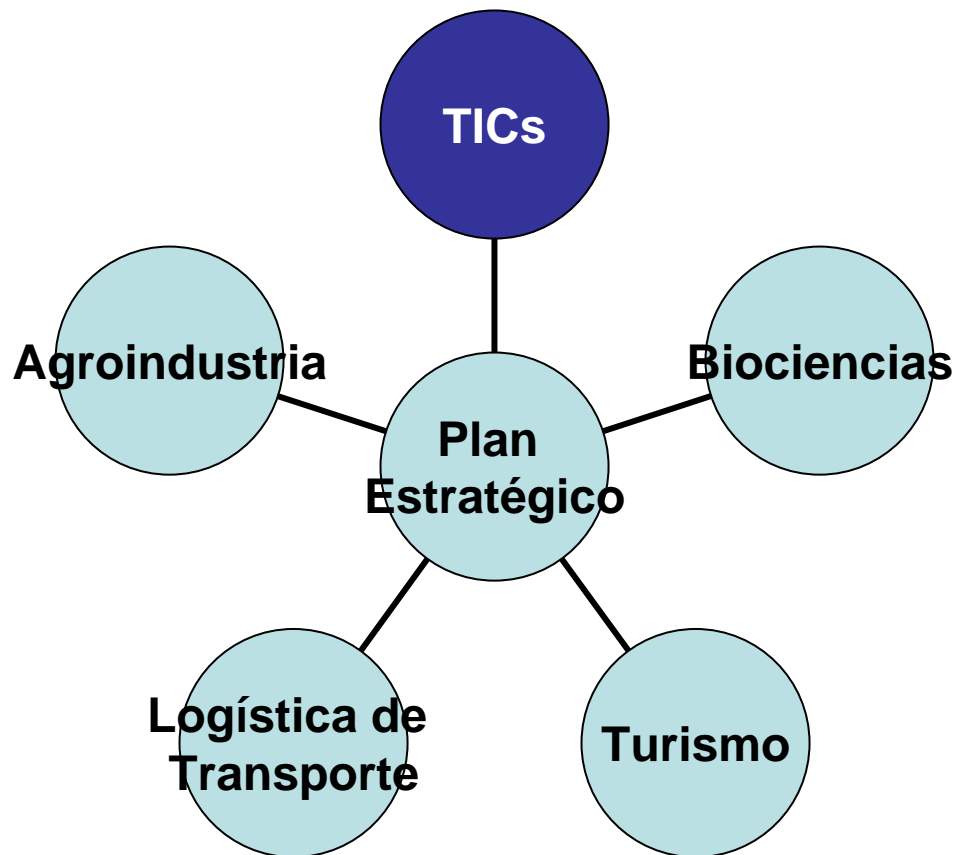 TICs
Agroindustria
Biociencias
Plan
Estratégico
Logística de
Transporte
Turismo